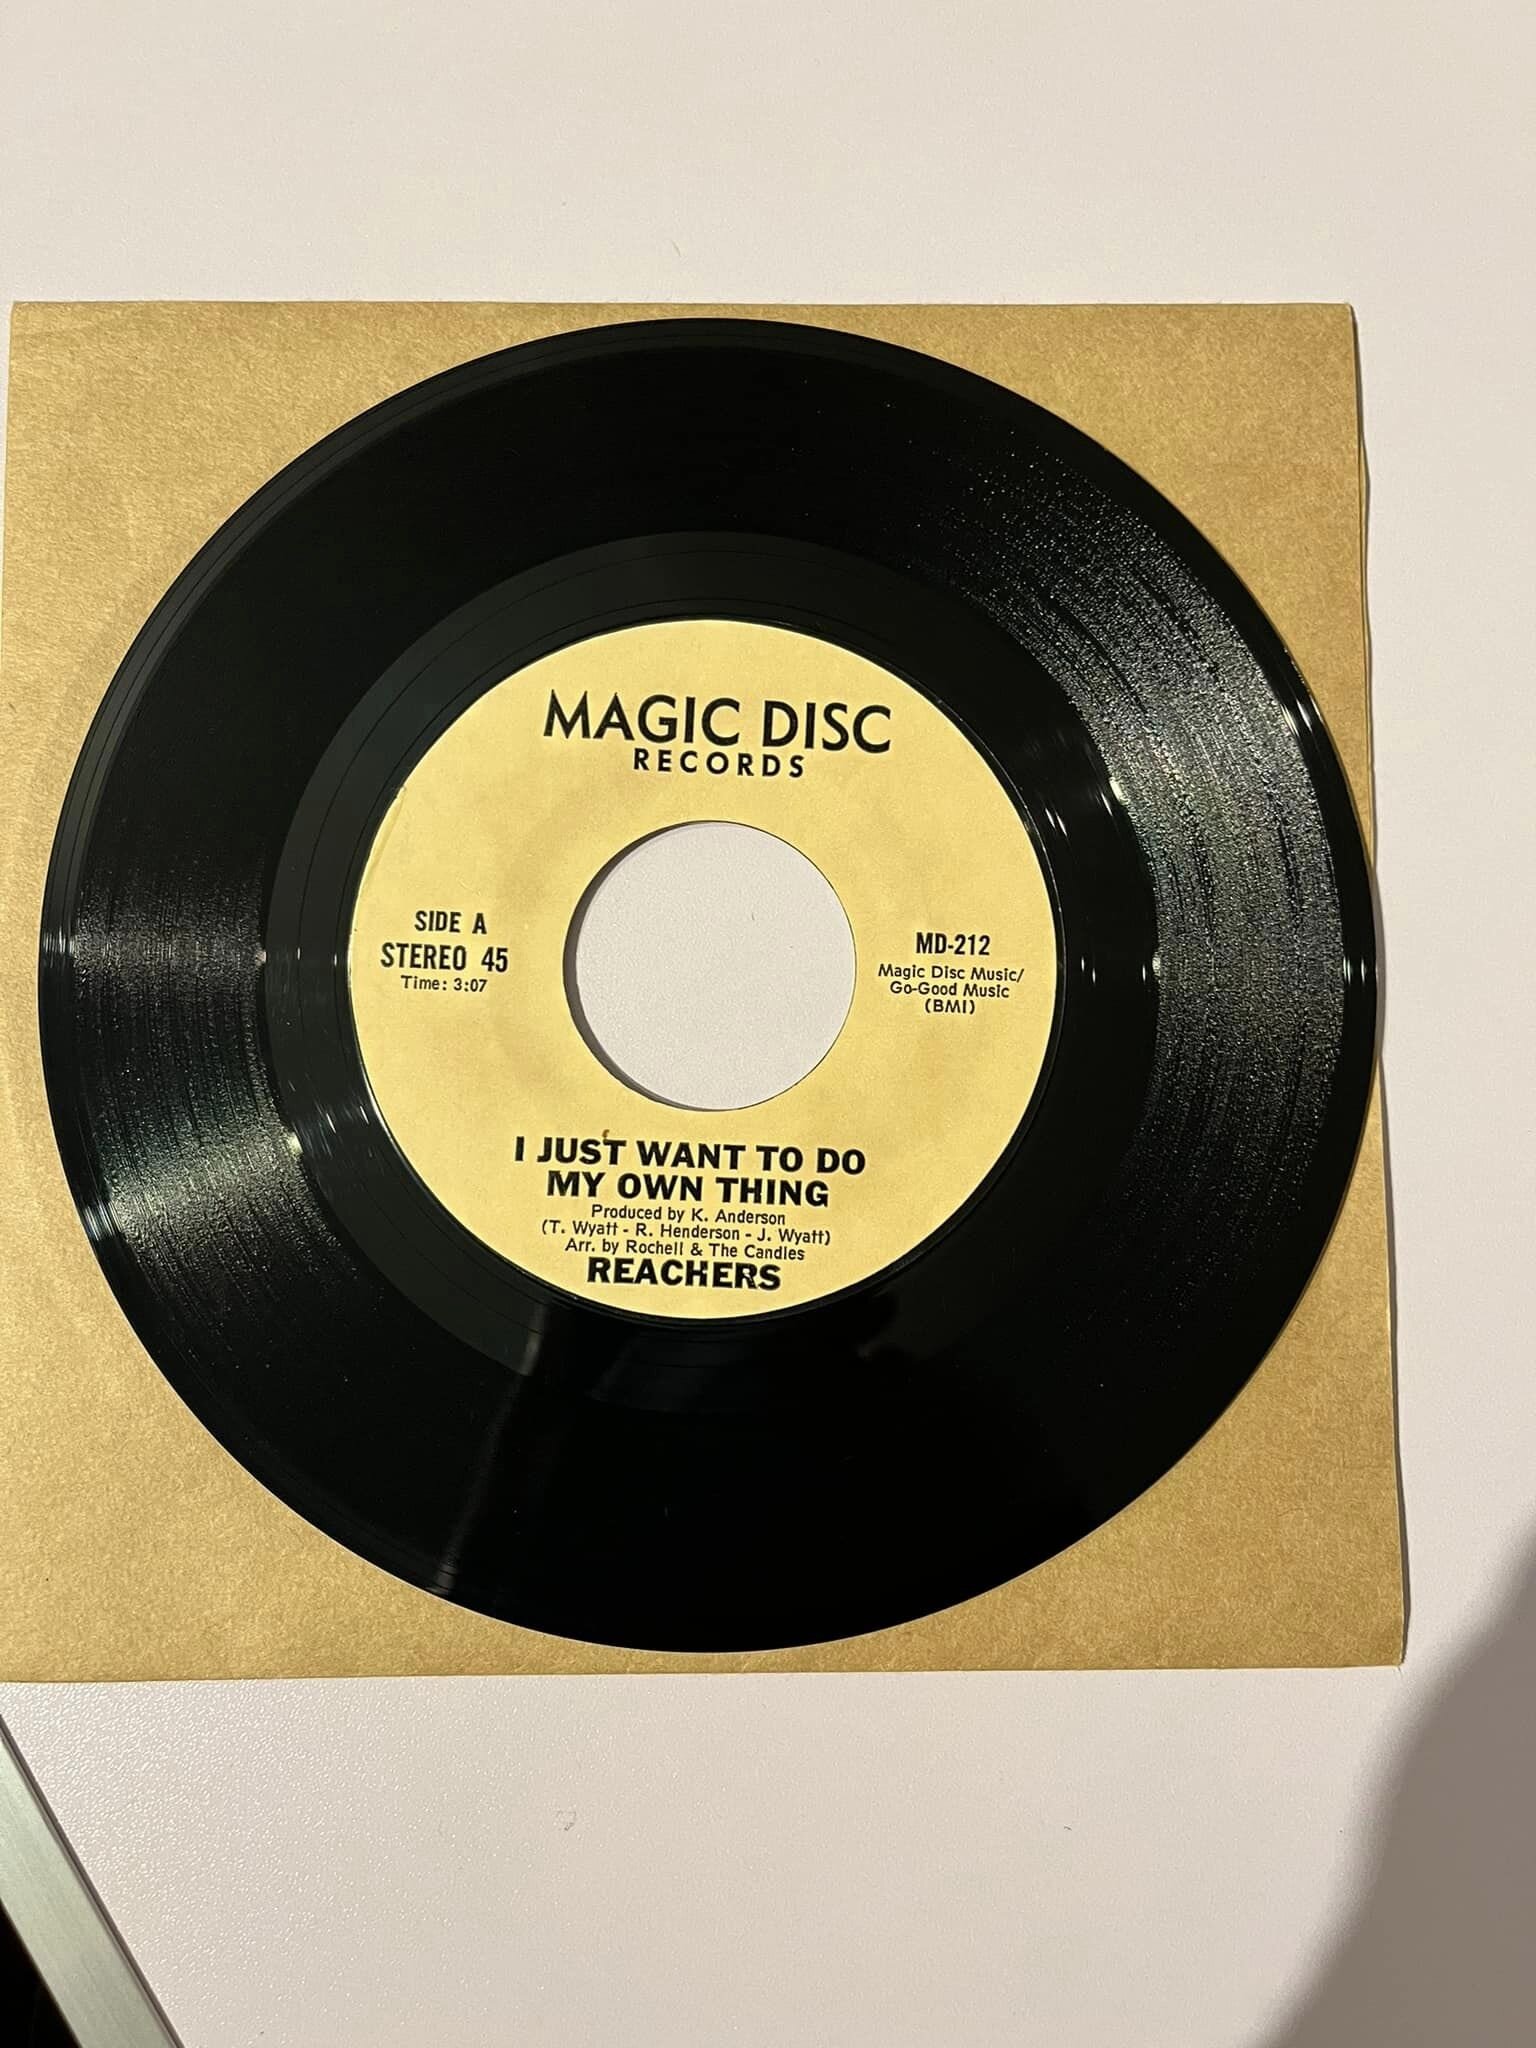 MAGIC DISC
RECORDS
SIDE A
STEREO 45
Time: 3:07
MD-212
Magic Disc Music/
Go-Good Music
(BMI)
I JUST WANT TO DO
MY OWN THING
Produced by K. Anderson
(T. Wyatt - R. Henderson - J. Wyatt)
Arr. by Rochell & The Candles
REACHERS